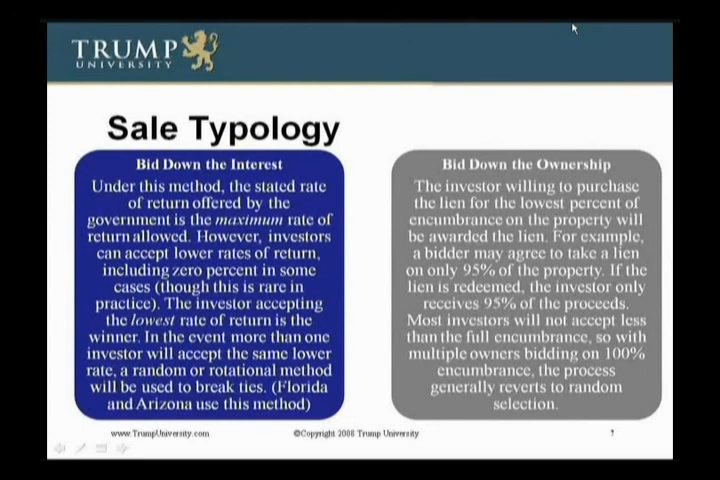 TRUMP
UNIVERSITY
Sale Typology
Bid Down the Interest
Under this method, the stated rate
of return offered by the
government is the maximum rate of
return allowed. However, investors
can accept lower rates of return,
including zero percent in some
cases (though this is rare in
practice). The investor accepting
the lowest rate of return is the
winner. In the event more than one
investor will accept the same lower
rate, a random or rotational method
will be used to break ties. (Florida
and Arizona use this method)
Bid Down the Ownership
The investor willing to purchase
the lien for the lowest percent of
encumbrance on the property will
be awarded the lien. For example,
a bidder may agree to take a lien
on only 95% of the property. If the
lien is redeemed, the investor only
receives 95% of the proceeds.
Most investors will not accept less
than the full encumbrance, so with
multiple owners bidding on 100%
encumbrance, the process
generally reverts to random
selection.
www.TrumpUniversity.com
©Copyright 2008 Trump University